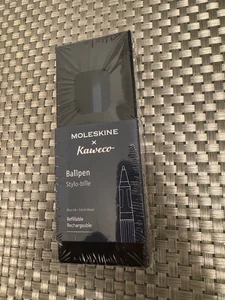 MOLESKINE
×
Kaweco
Ballpen
Stylo-bille
Refillable
Rechargeable